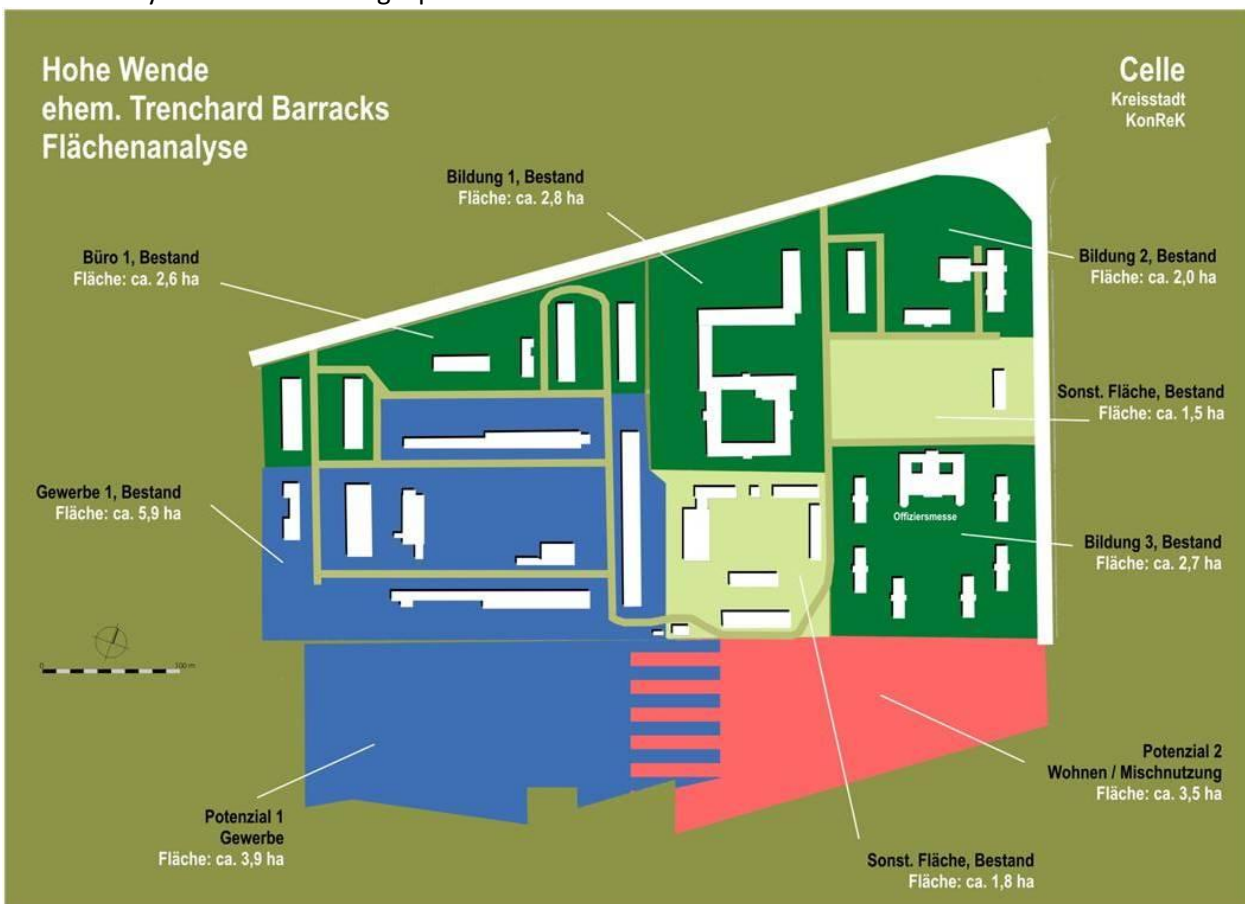 Hohe Wende
ehem. Trenchard Barracks
Flächenanalyse
Celle
Kreisstadt
KonReK
Bildung 1, Bestand
Fläche: ca. 2,8 ha
Büro 1, Bestand
Fläche: ca. 2,6 ha
Bildung 2, Bestand
Fläche: ca. 2,0 ha
Sonst. Fläche, Bestand
Fläche: ca. 1,5 ha
Gewerbe 1, Bestand
Fläche: ca. 5,9 ha
Offiziersmesse
Bildung 3, Bestand
Fläche: ca. 2,7 ha
0 100 m
Potenzial 2
Wohnen / Mischnutzung
Fläche: ca. 3,5 ha
Potenzial 1
Gewerbe
Fläche: ca. 3,9 ha
Sonst. Fläche, Bestand
Fläche: ca. 1,8 ha